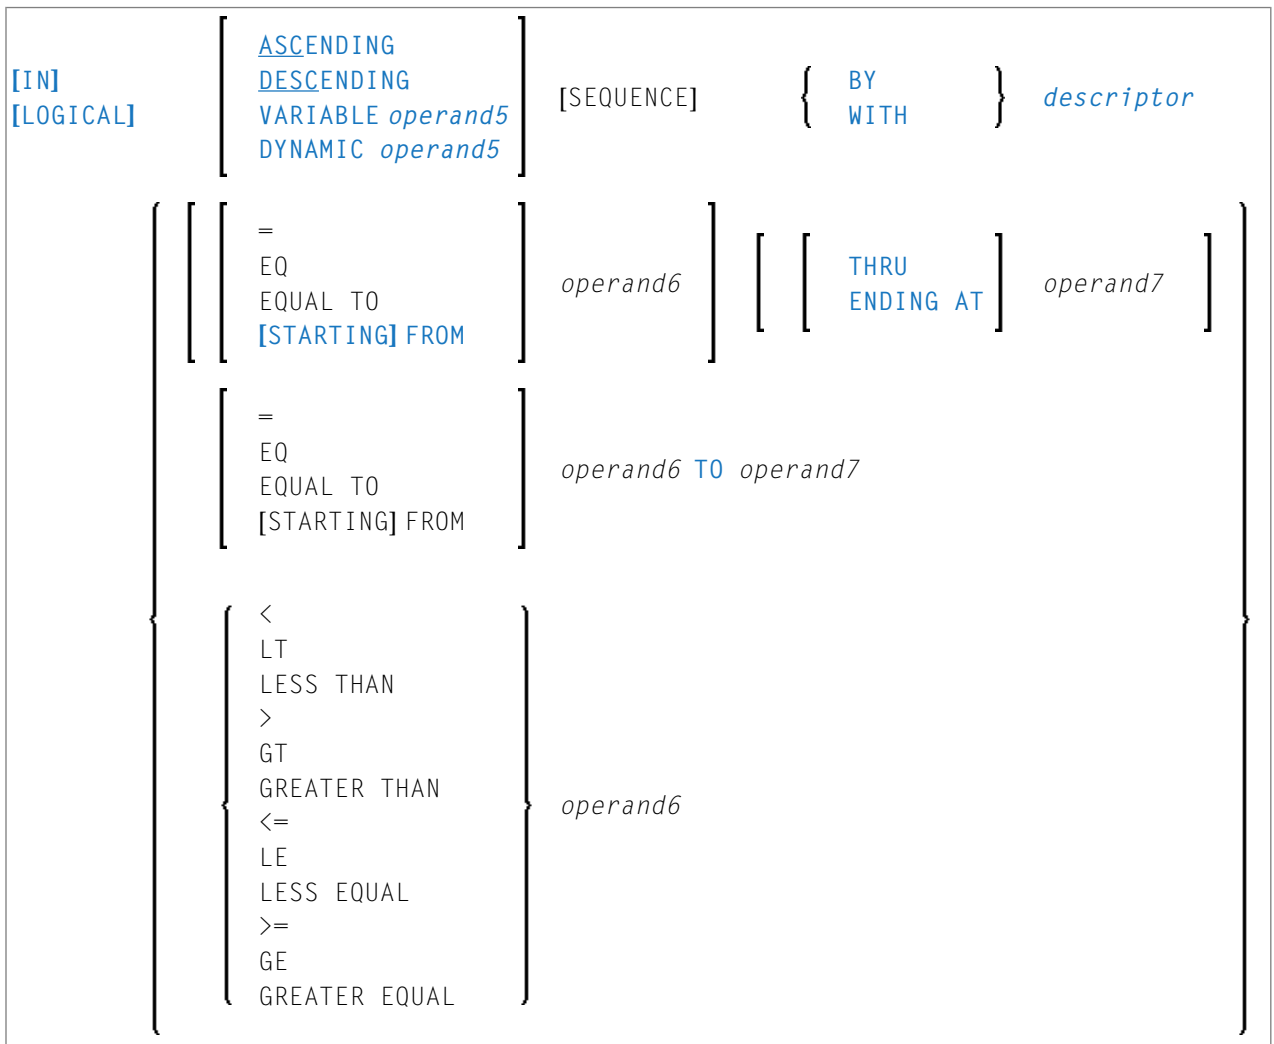 [IN]
[LOGICAL]
ASCENDING
DESCENDING
VARIABLE operand5
DYNAMIC operand5
[SEQUENCE]
BY
WITH
descriptor
=
EQ
EQUAL TO
[STARTING] FROM
operand6
THRU
ENDING AT
operand7
=
EQ
EQUAL TO
[STARTING] FROM
operand6 TO operand7
<
LT
LESS THAN
>
GT
GREATER THAN
<=
LE
LESS EQUAL
>=
GE
GREATER EQUAL
operand6